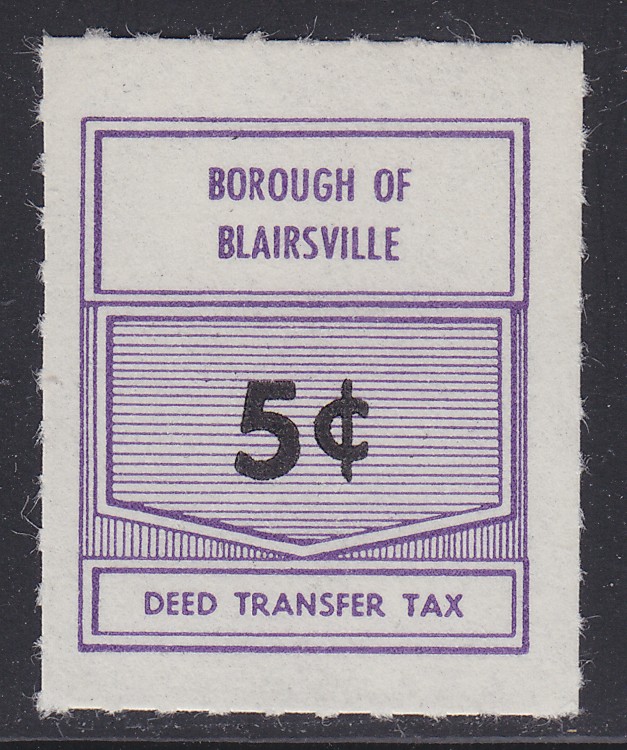 BOROUGH OF
BLAIRSVILLE
5¢
DEED TRANSFER TAX